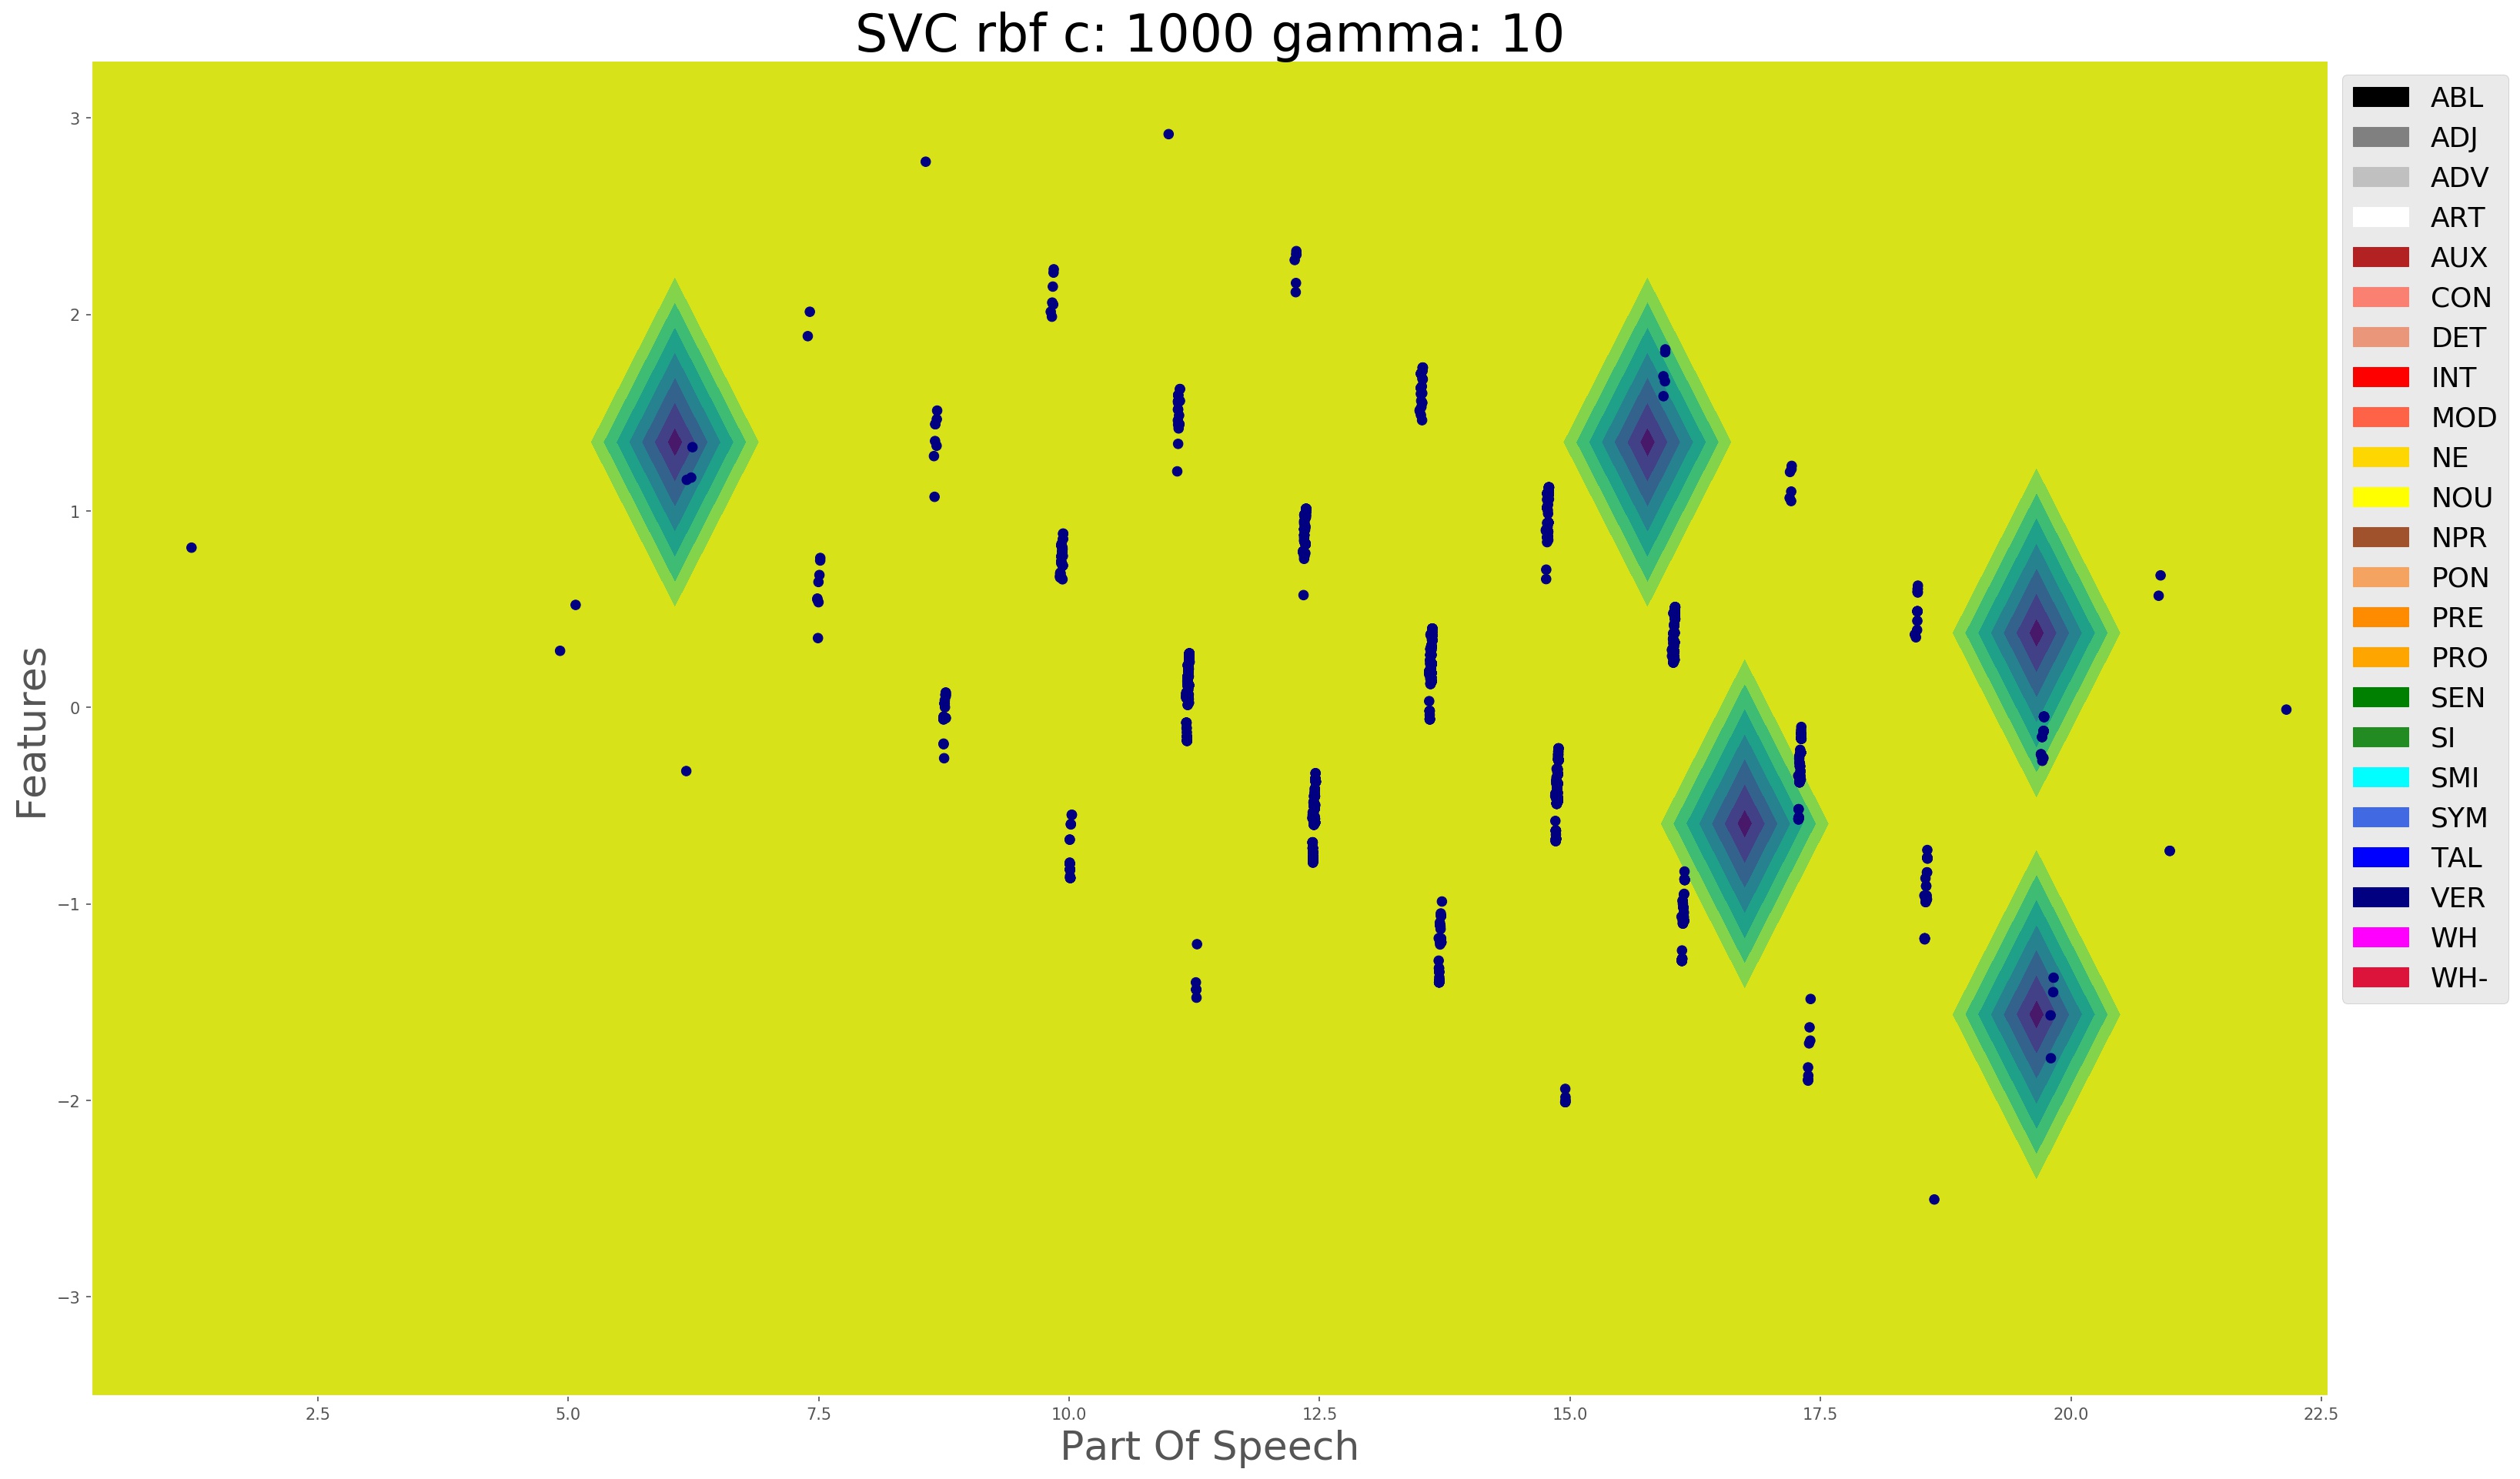 SVC rbf c: 1000 gamma: 10
3
2
1
0
−1
−2
−3
Features
2.5 5.0 7.5 10.0 12.5 15.0 17.5 20.0 22.5
Part Of Speech
ABL
ADJ
ADV
ART
AUX
CON
DET
INT
MOD
NE
NOU
NPR
PON
PRE
PRO
SEN
SI
SMI
SYM
TAL
VER
WH
WH-